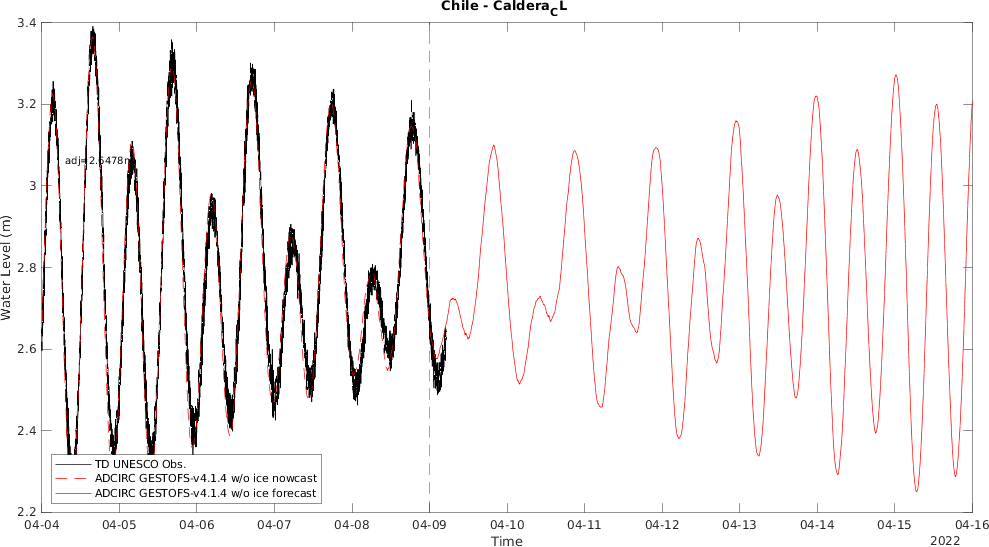 Chile - Caldera_CL
3.4
3.2
3
2.8
2.6
2.4
2.2
Water Level (m)
adj=2.6478m
TD UNESCO Obs.
ADCIRC GESTOFS-v4.1.4 w/o ice nowcast
ADCIRC GESTOFS-v4.1.4 w/o ice forecast
04-04 04-05 04-06 04-07 04-08 04-09 04-10 04-11 04-12 04-13 04-14 04-15 04-16
Time
2022